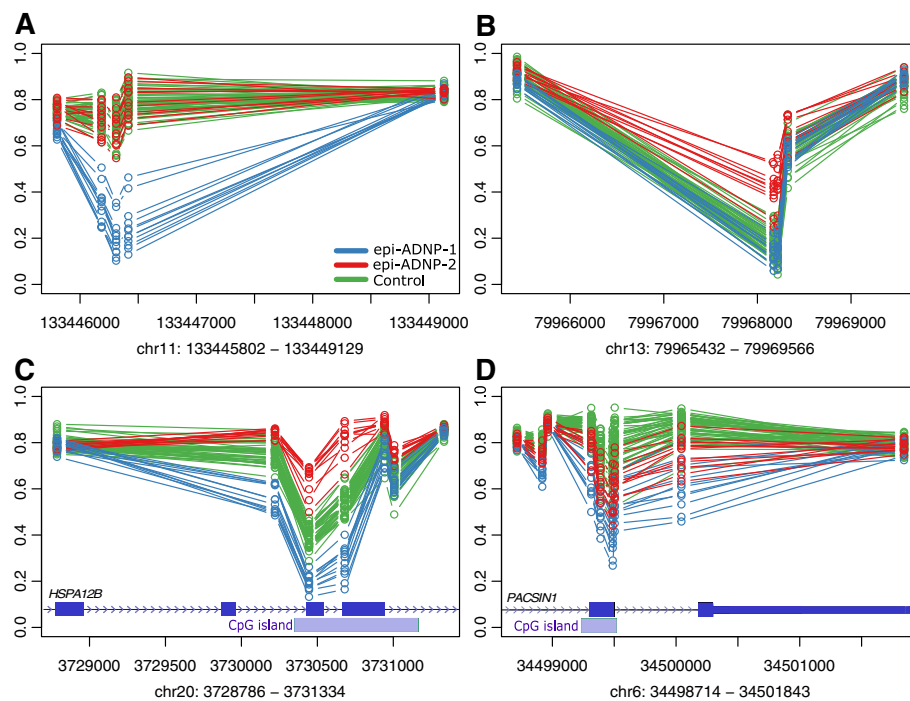 A
1.0
0.8
0.6
0.4
0.2
0.0
epi-ADNP-1
epi-ADNP-2
Control
133446000 133447000 133448000 133449000
chr11: 133445802 − 133449129
B
1.0
0.8
0.6
0.4
0.2
0.0
79966000 79967000 79968000 79969000
chr13: 79965432 − 79969566
C
1.0
0.8
0.6
0.4
0.2
0.0
HSPA12B
CpG island
3729000 3729500 3730000 3730500 3731000
chr20: 3728786 − 3731334
D
1.0
0.8
0.6
0.4
0.2
0.0
PACSIN1
CpG island
34499000 34500000 34501000
chr6: 34498714 − 34501843